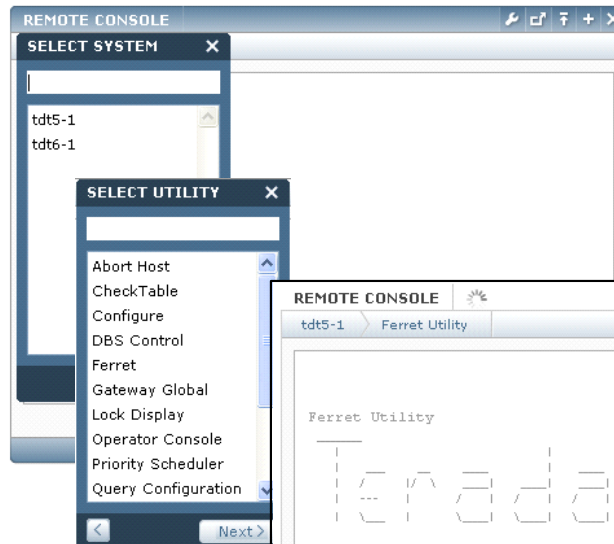 REMOTE CONSOLE
SELECT SYSTEM
tdt5-1
tdt6-1
SELECT UTILITY
Abort Host
CheckTable
Configure
DBS Control
Ferret
Gateway Global
Lock Display
Operator Console
Priority Scheduler
Query Configuration
Next
REMOTE CONSOLE
tdt5-1
Ferret Utility
Ferret Utility
Terada